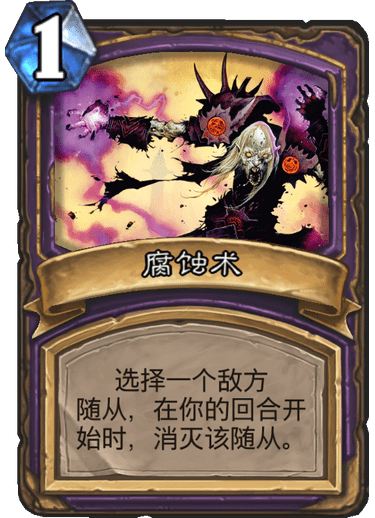 1
腐蚀术
选择一个敌方
随从，在你的回合开
始时，消灭该随从。